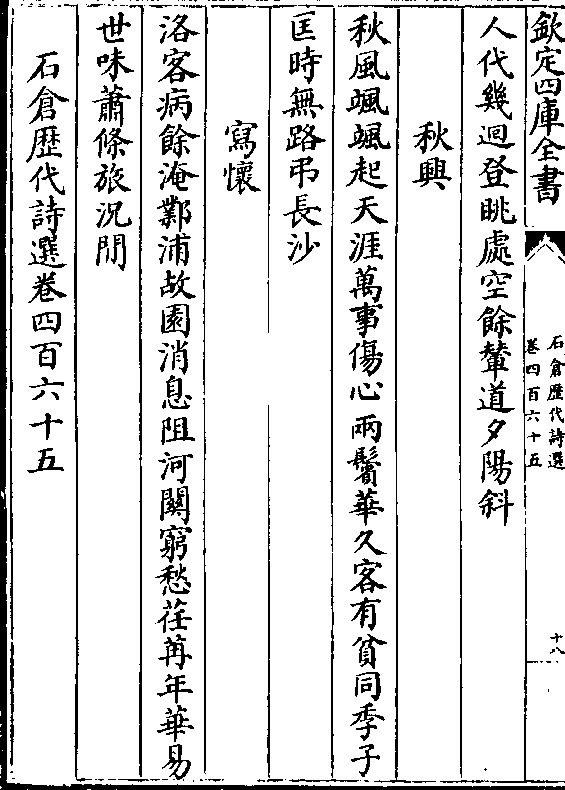 欽定四庫全書
石倉歴代詩選
卷四百六十五
十八
人代幾迴登眺處空餘輦道夕陽斜
秋興
秋風颯颯起天涯萬事傷心兩鬢華久客有貧同季子
匡時無路弔長沙
寫懷
洛客病餘淹鄴浦故園消息阻河關窮愁荏苒年華易
世味蕭條旅況閒
石倉歴代詩選卷四百六十五